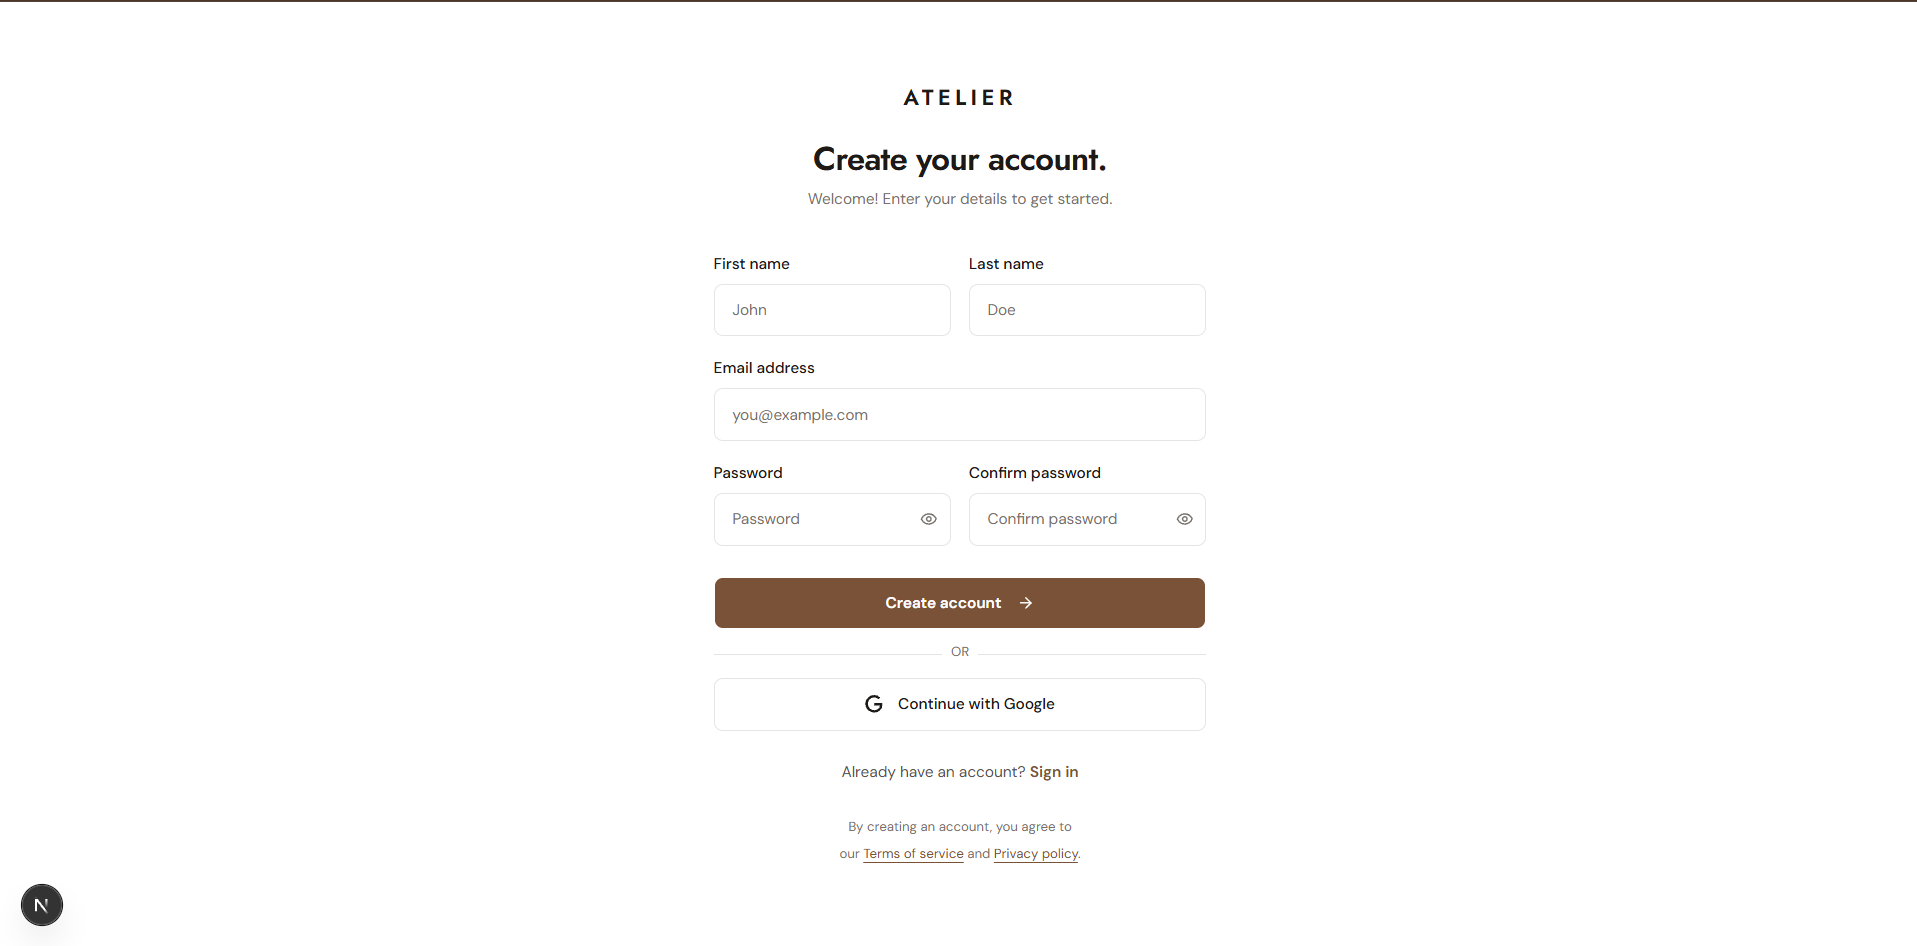 ATELIER
Create your account.
Welcome! Enter your details to get started.
First name
Last name
John
Doe
Email address
you@example.com
Password
Confirm password
Password
Confirm password
Create account →
OR
G Continue with Google
Already have an account? Sign in
By creating an account, you agree to
our Terms of service and Privacy policy.
N